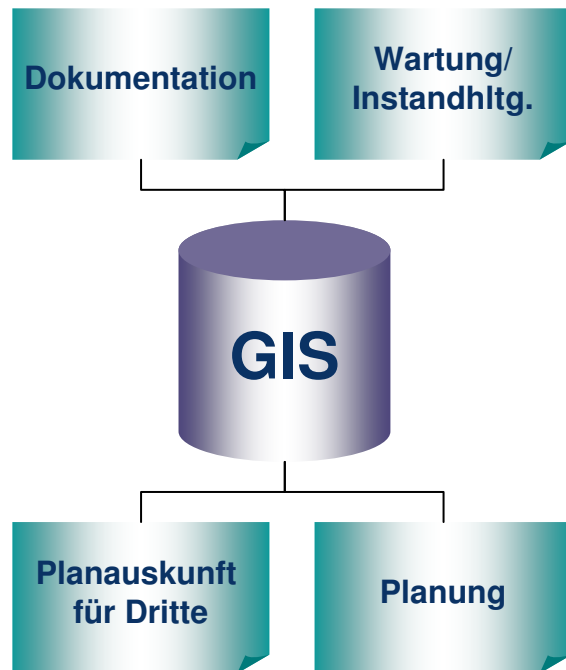 Dokumentation
Wartung/
Instandhltg.
GIS
Planauskunft
für Dritte
Planung